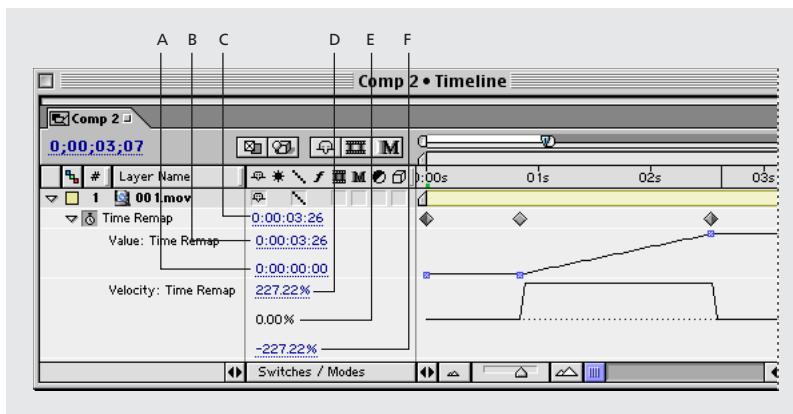 A B C D E F
Comp 2 • Timeline
Comp 2
0;00;03;07
M
# Layer Name f M :00s 01s 02s 03s
1 001.mov
Time Remap 0:00:03:26
Value: Time Remap 0:00:03:26
0:00:00:00
Velocity: Time Remap 227.22%
0.00%
-227.22%
Switches / Modes